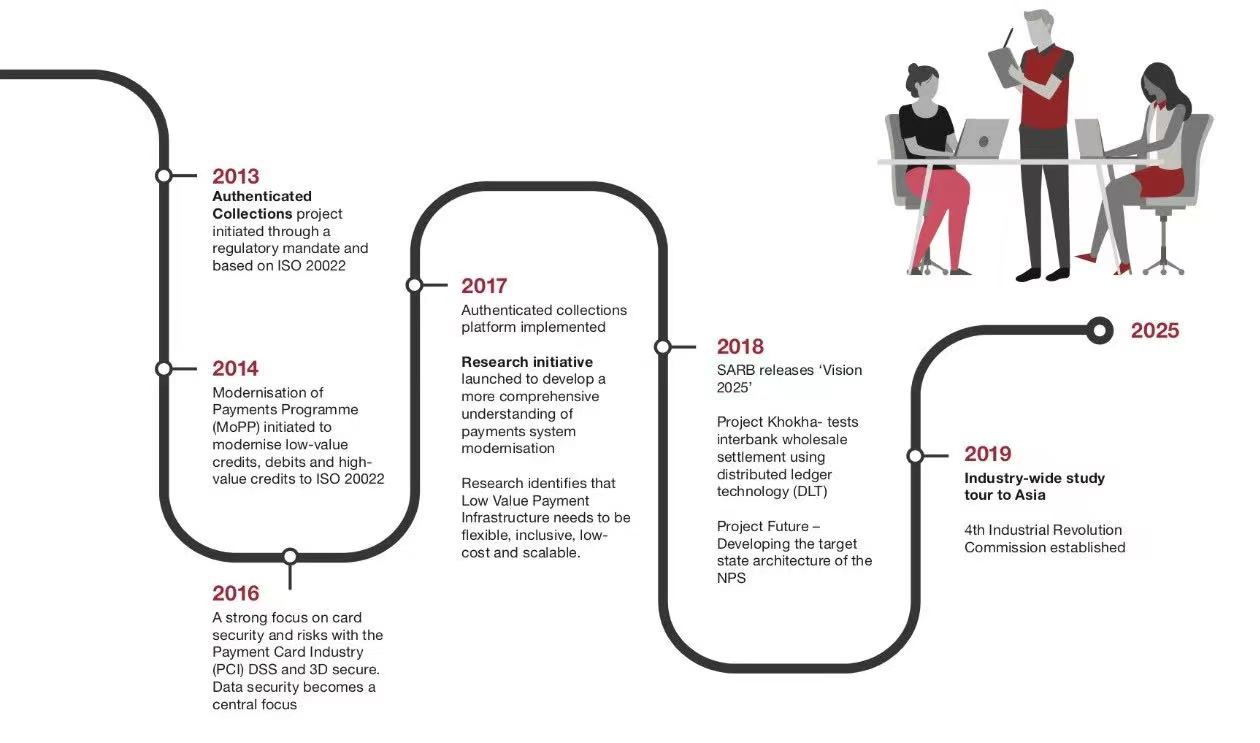 2013
Authenticated
Collections project
initiated through a
regulatory mandate and
based on ISO 20022
2014
Modernisation of
Payments Programme
(MoPP) initiated to
modernise low-value
credits, debits and high-
value credits to ISO 20022
2016
A strong focus on card
security and risks with the
Payment Card Industry
(PCI) DSS and 3D secure.
Data security becomes a
central focus
2017
Authenticated collections
platform implemented
Research initiative
launched to develop a
more comprehensive
understanding of
payments system
modernisation
Research identifies that
Low Value Payment
Infrastructure needs to be
flexible, inclusive, low-
cost and scalable.
2018
SARB releases ‘Vision
2025’
Project Khokha- tests
interbank wholesale
settlement using
distributed ledger
technology (DLT)
Project Future –
Developing the target
state architecture of the
NPS
2019
Industry-wide study
tour to Asia
4th Industrial Revolution
Commission established
2025